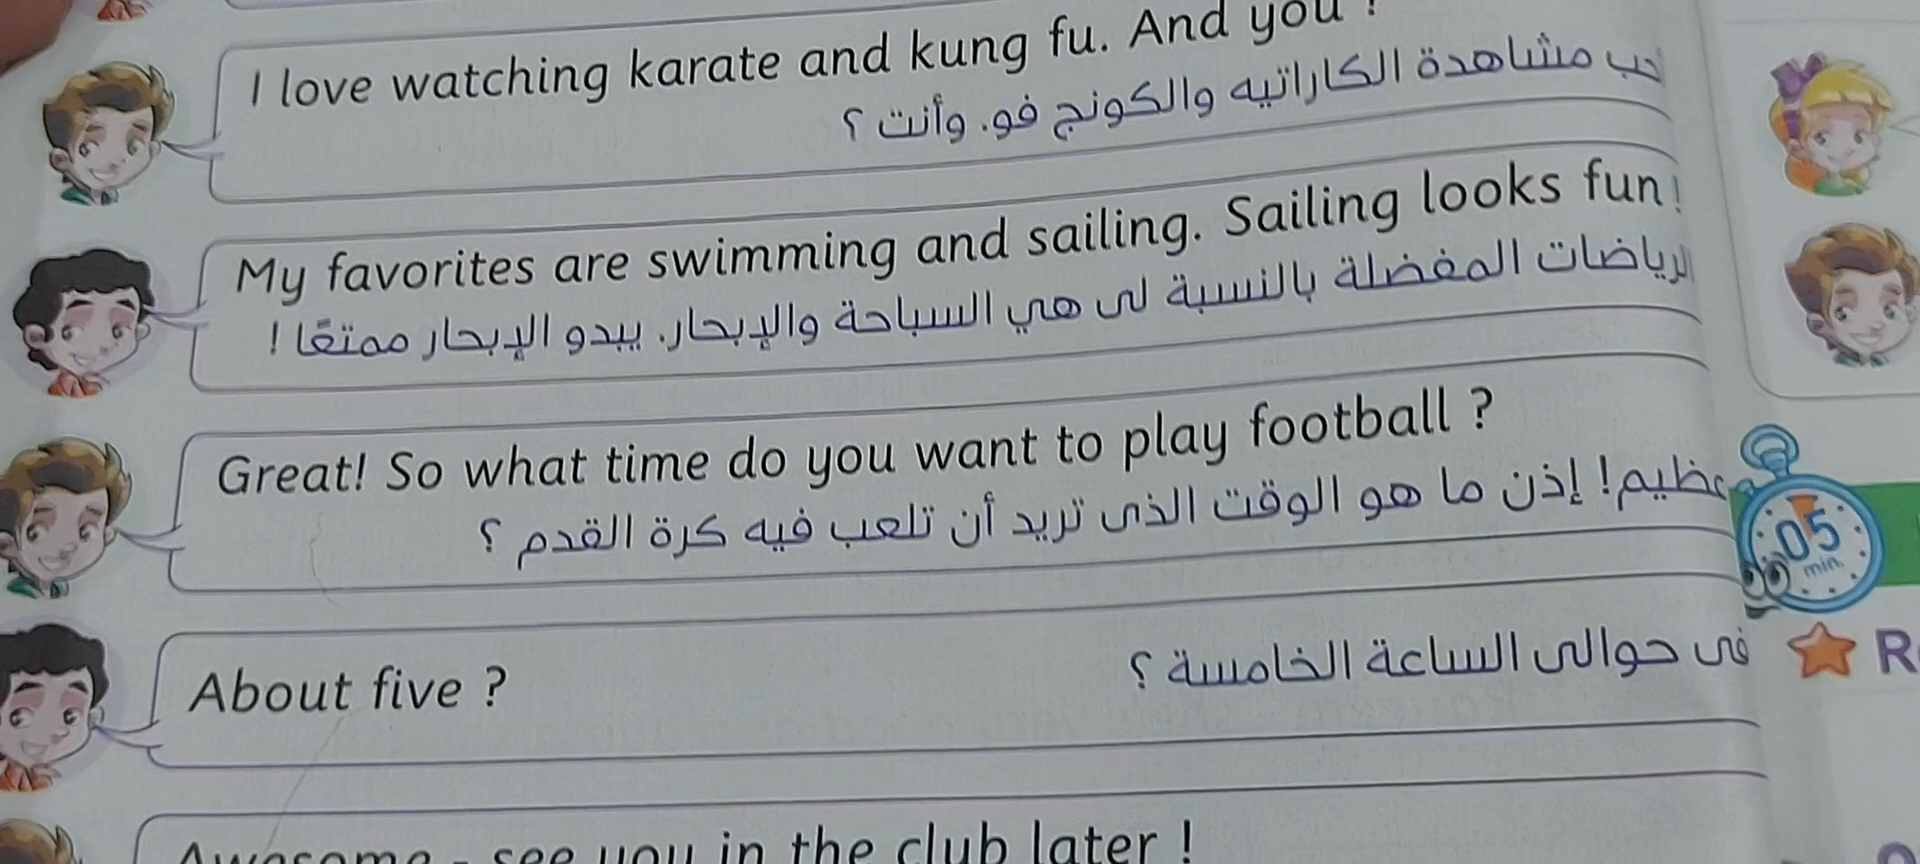 I love watching karate and kung fu. And you ?
مشاهدة الكاراتيه والكونج فو. وأنت ؟
My favorites are swimming and sailing. Sailing looks fun!
الرياضات المفضلة بالنسبة لى هي السباحة والإبحار. يبدو الإبحار ممتعًا !
Great! So what time do you want to play football ?
عظيم! إذن ما هو الوقت الذى تريد أن تلعب فيه كرة القدم ؟
05
min.
About five ?
فى حوالى الساعة الخامسة ؟
R
Awesome - see you in the club later !